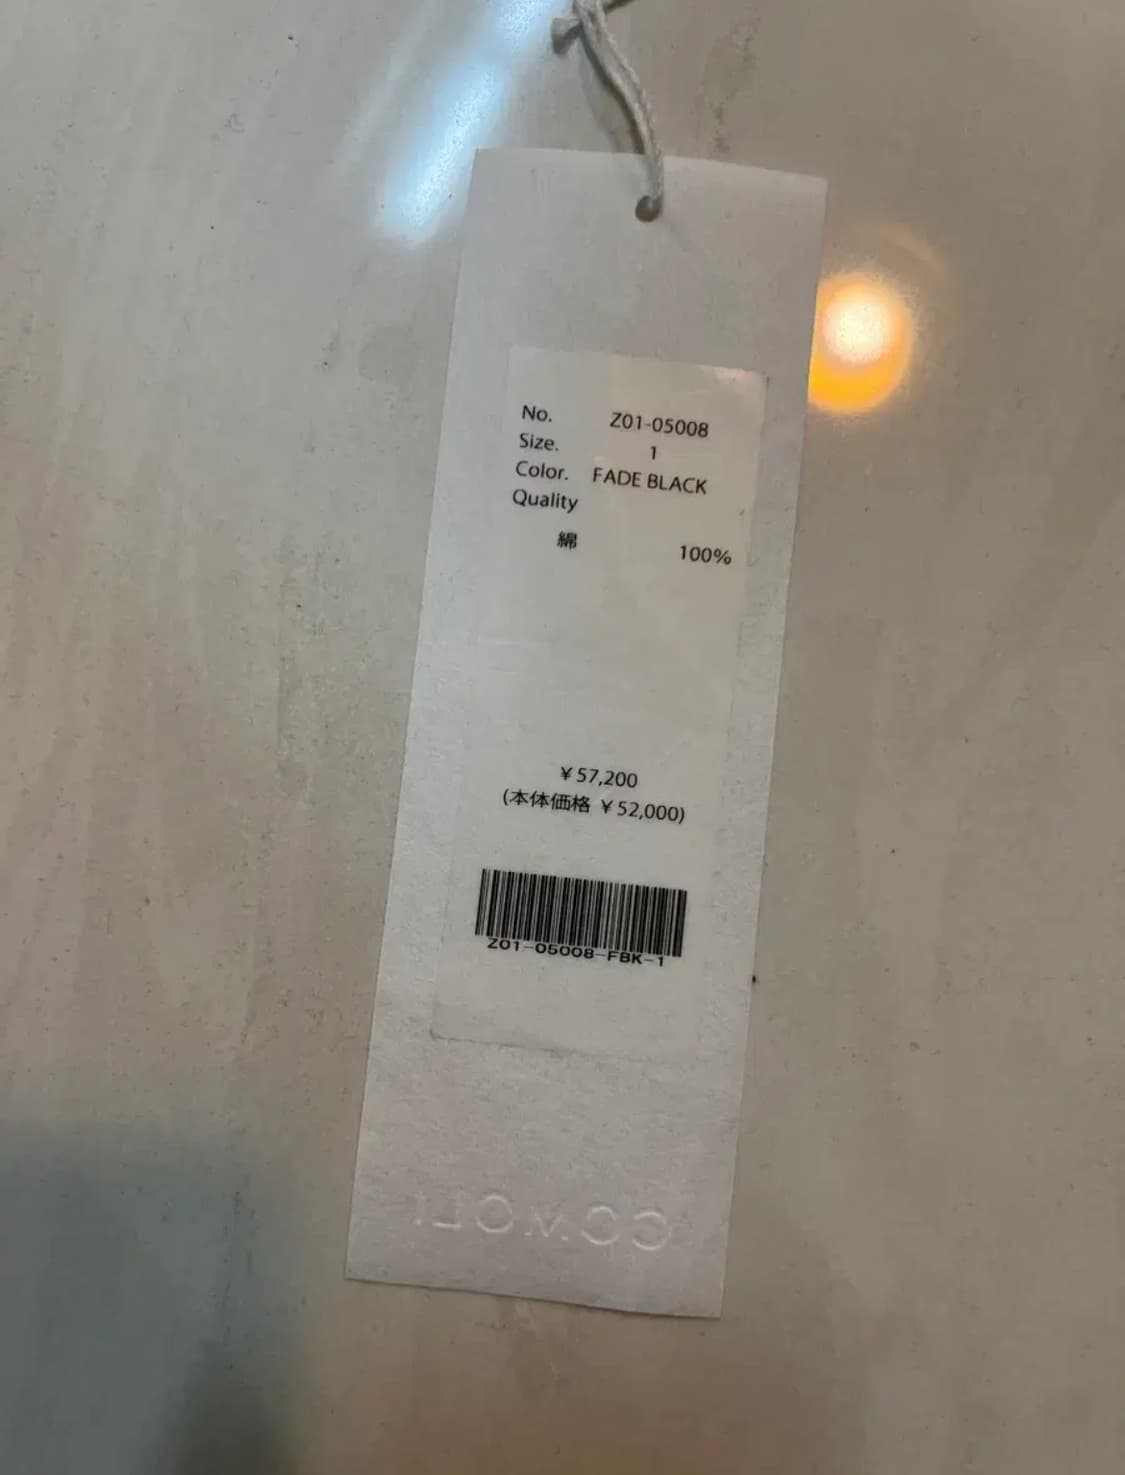 No. Z01-05008
Size. 1
Color. FADE BLACK
Quality
綿 100%
¥57,200
(本体価格 ¥52,000)
Z01-05008-FBK-1
COMOLI